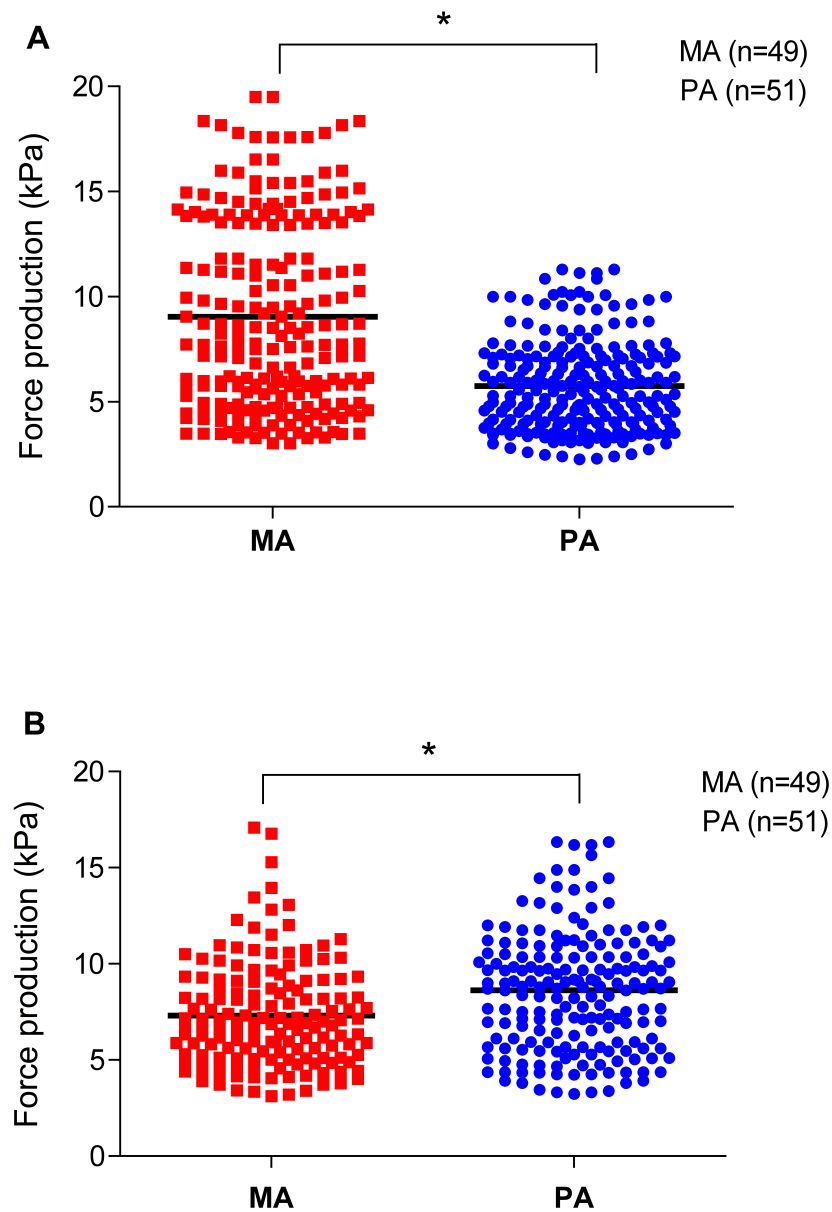 A
*
MA (n=49)
PA (n=51)
Force production (kPa)
20
15
10
5
0
MA PA
B
*
MA (n=49)
PA (n=51)
Force production (kPa)
20
15
10
5
0
MA PA